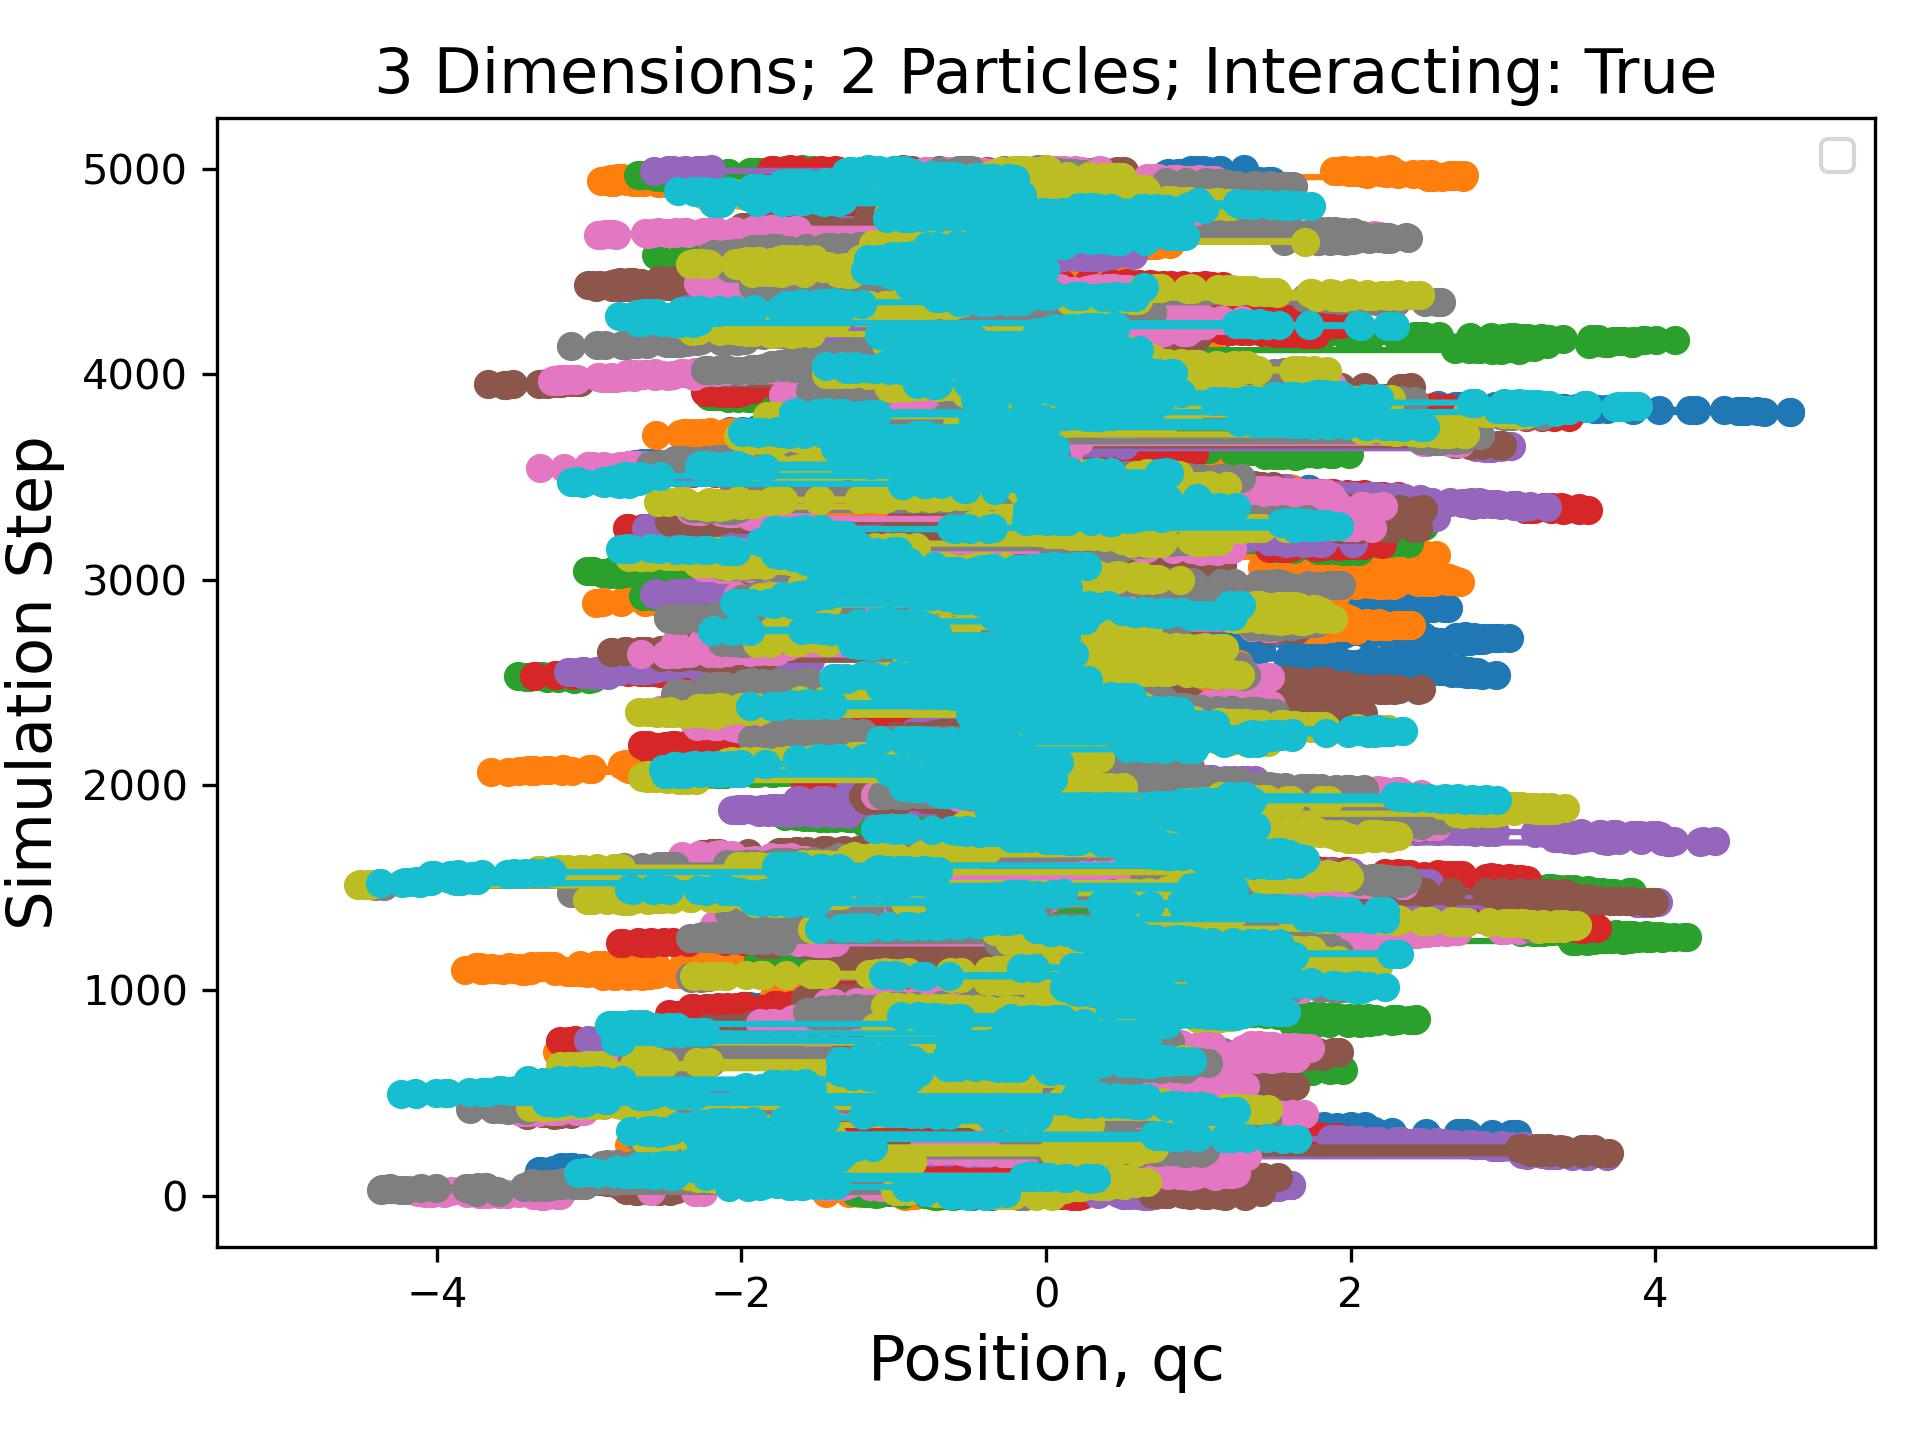 3 Dimensions; 2 Particles; Interacting: True
Simulation Step
5000
4000
3000
2000
1000
0
−4 −2 0 2 4
Position, qc